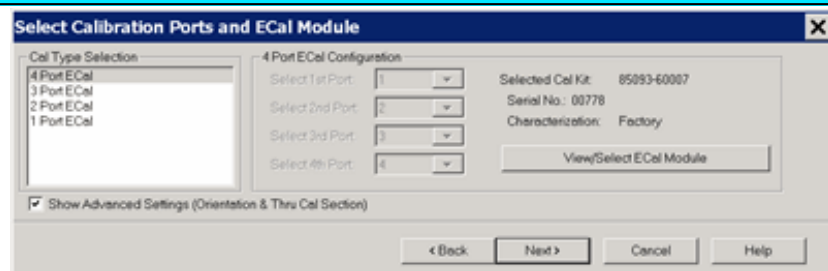 Select Calibration Ports and ECal Module
Cal Type Selection
4 Port ECal
3 Port ECal
2 Port ECal
1 Port ECal
4 Port ECal Configuration
Select 1st Port: 1
Select 2nd Port: 2
Select 3rd Port: 3
Select 4th Port: 4
Selected Cal Kit: 85093-60007
Serial No.: 00778
Characterization: Factory
View/Select ECal Module
Show Advanced Settings (Orientation & Thru Cal Section)
< Back
Next >
Cancel
Help